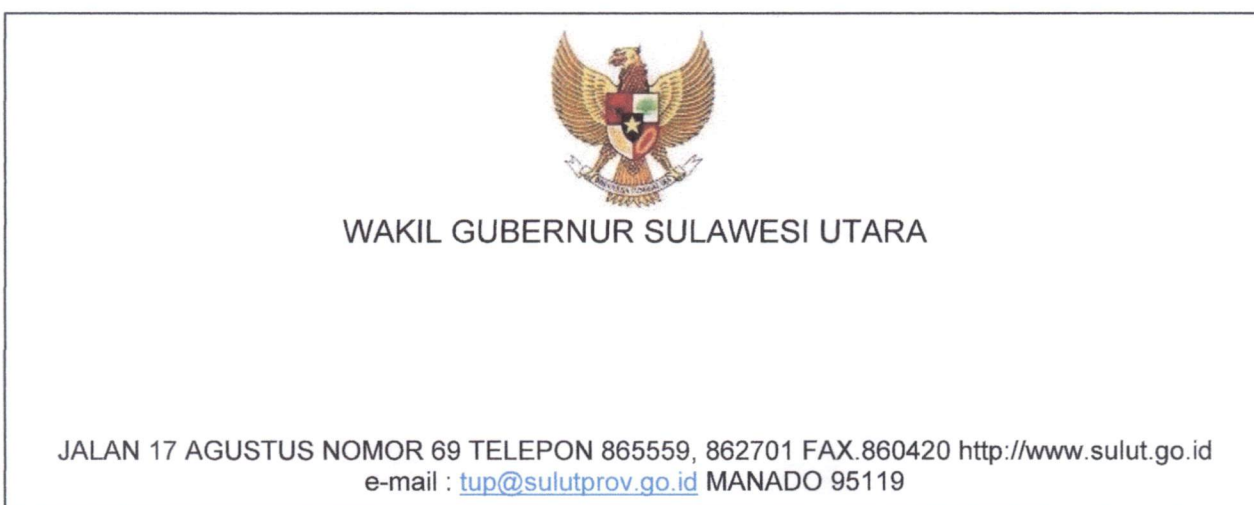 WAKIL GUBERNUR SULAWESI UTARA
JALAN 17 AGUSTUS NOMOR 69 TELEPON 865559, 862701 FAX.860420 http://www.sulut.go.id
e-mail : tup@sulutprov.go.id MANADO 95119